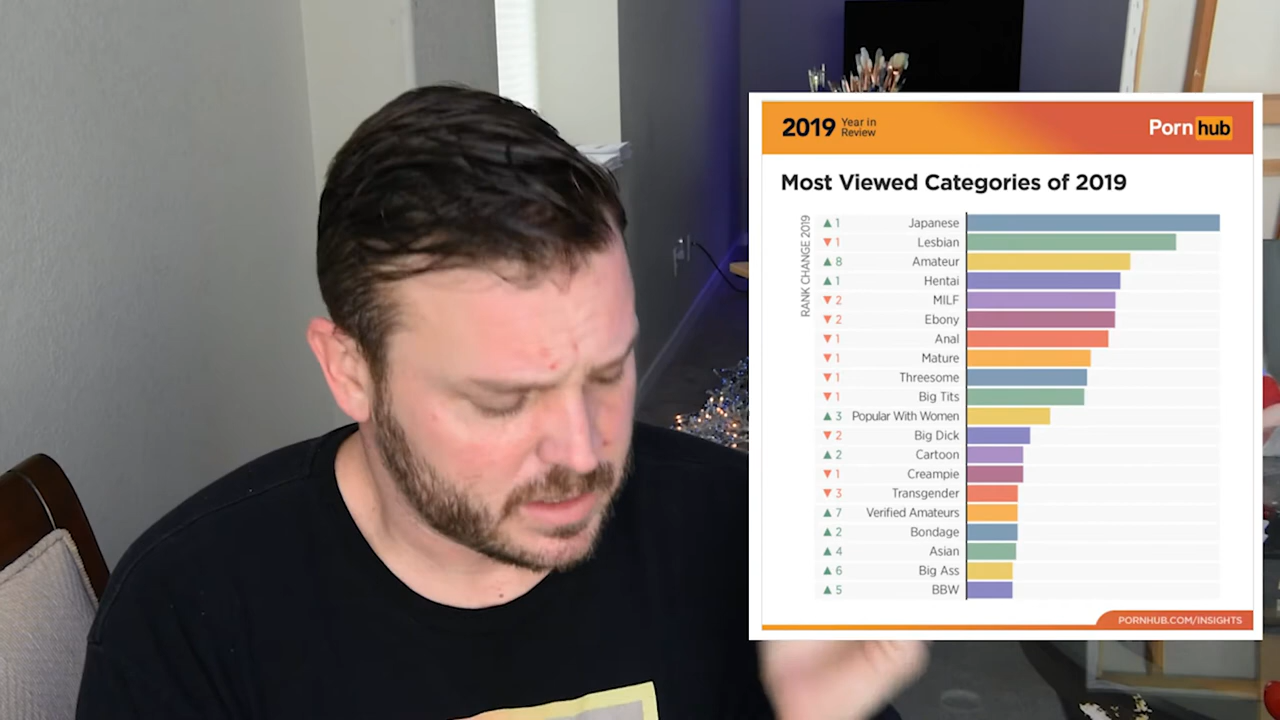 2019 Year in Review
Pornhub
Most Viewed Categories of 2019
RANK CHANGE 2019
▲ 1 Japanese
▼ 1 Lesbian
▲ 8 Amateur
▲ 1 Hentai
▼ 2 MILF
▼ 2 Ebony
▼ 1 Anal
▼ 1 Mature
▼ 1 Threesome
▼ 1 Big Tits
▲ 3 Popular With Women
▼ 2 Big Dick
▲ 2 Cartoon
▼ 1 Creampie
▼ 3 Transgender
▲ 7 Verified Amateurs
▲ 2 Bondage
▲ 4 Asian
▲ 6 Big Ass
▲ 5 BBW
PORNHUB.COM/INSIGHTS